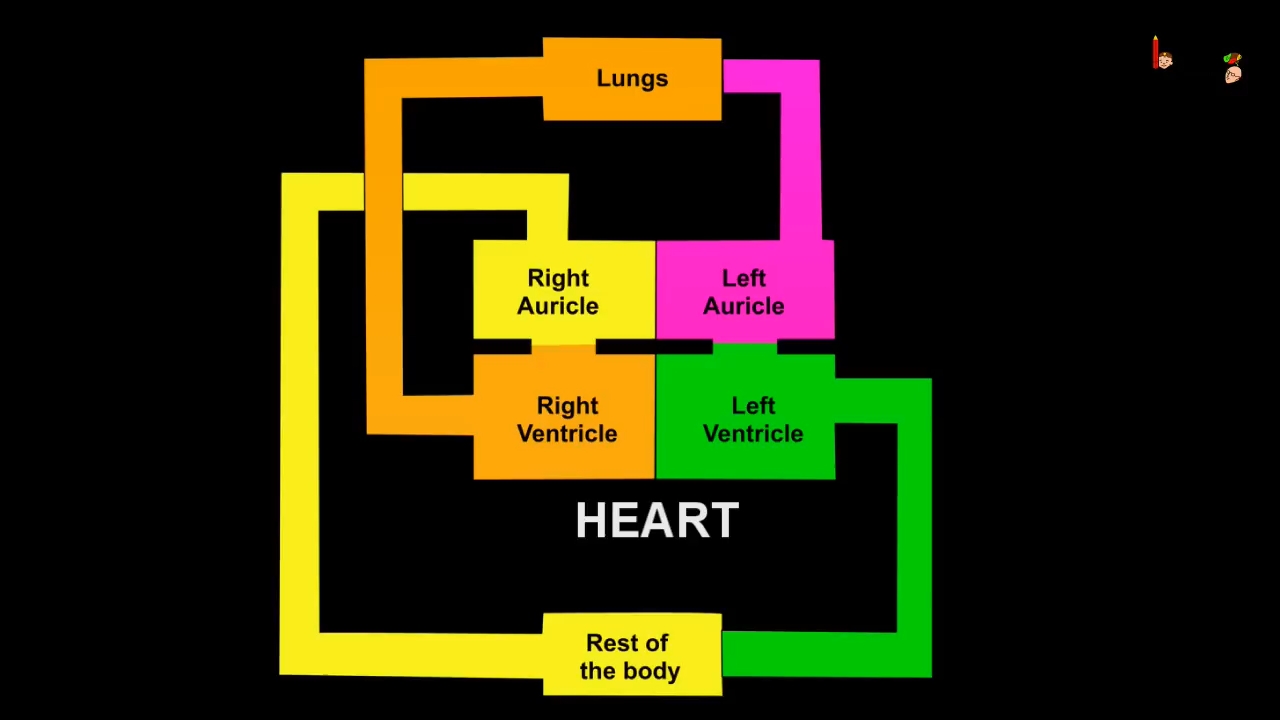 Lungs
Right
Auricle
Left
Auricle
Right
Ventricle
Left
Ventricle
HEART
Rest of
the body